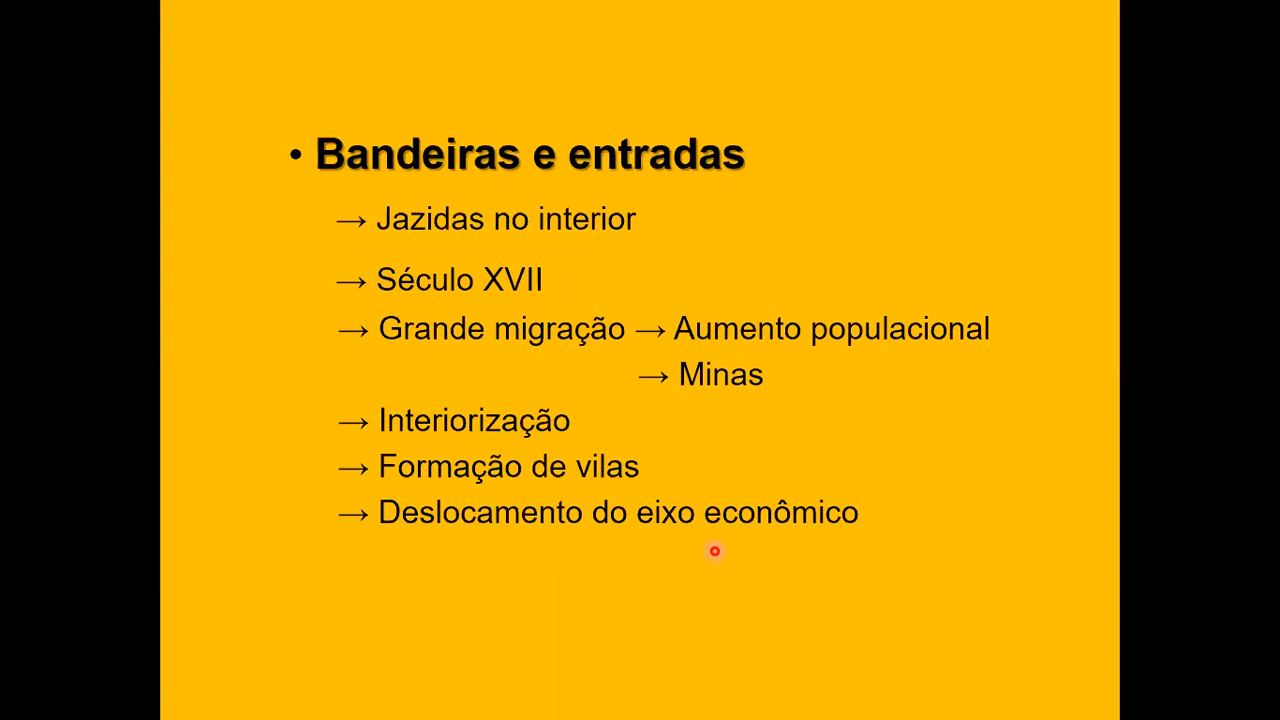 • Bandeiras e entradas
→ Jazidas no interior
→ Século XVII
→ Grande migração → Aumento populacional
→ Minas
→ Interiorização
→ Formação de vilas
→ Deslocamento do eixo econômico